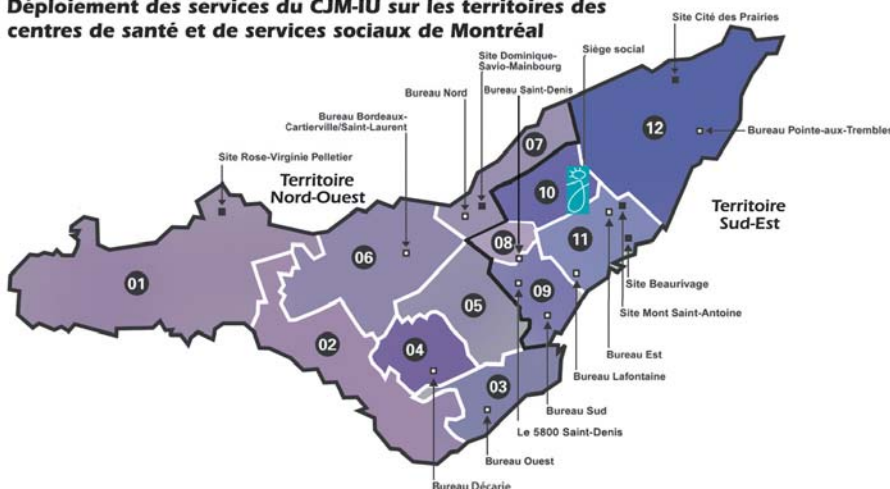 Déploiement des services du CJM-IU sur les territoires des
centres de santé et de services sociaux de Montréal
Site Cité des Prairies
Siège social
Site Dominique-
Savio-Mainbourg
Bureau Saint-Denis
Bureau Nord
Bureau Bordeaux-
Cartierville/Saint-Laurent
Site Rose-Virginie Pelletier
Territoire
Nord-Ouest
07
12
Bureau Pointe-aux-Trembles
10
Territoire
Sud-Est
08
11
06
01
Site Beaurivage
09
05
Site Mont Saint-Antoine
02
04
Bureau Est
03
Bureau Lafontaine
Bureau Sud
Le 5800 Saint-Denis
Bureau Ouest
Bureau Décarie